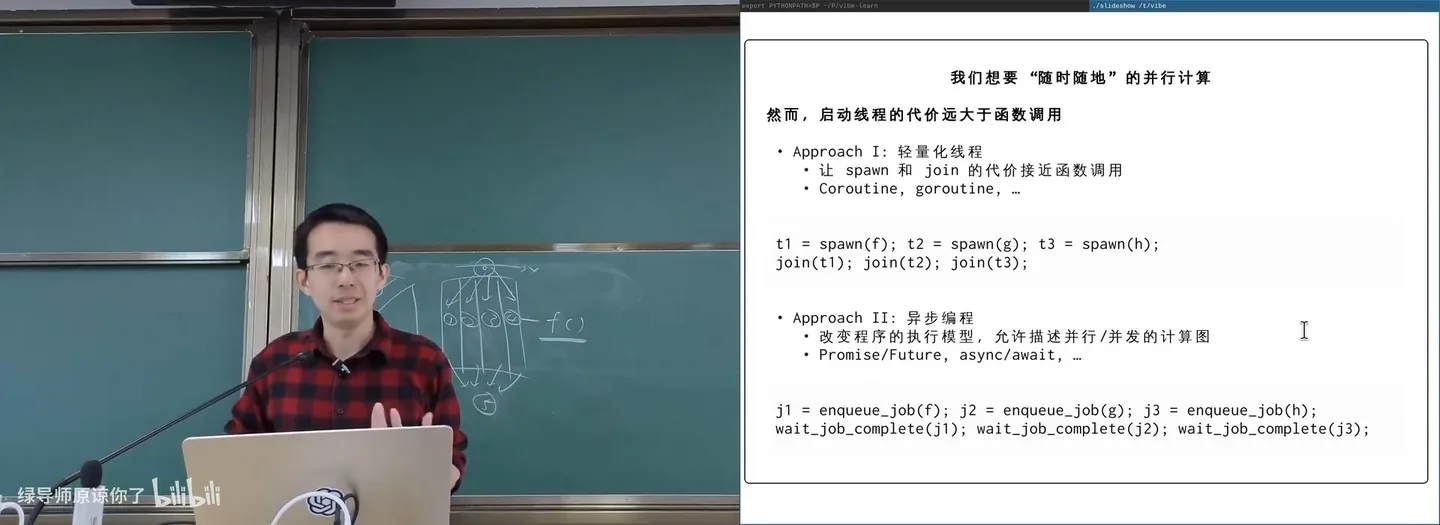 export PYTHONPATH=$P ~/P/vibe-learn
./slideshow /t/vibe
我们想要 “随时随地” 的并行计算
然而，启动线程的代价远大于函数调用
• Approach I: 轻量化线程
• 让 spawn 和 join 的代价接近函数调用
• Coroutine, goroutine, …
t1 = spawn(f); t2 = spawn(g); t3 = spawn(h);
join(t1); join(t2); join(t3);
• Approach II: 异步编程
• 改变程序的执行模型，允许描述并行/并发的计算图
• Promise/Future, async/await, …
j1 = enqueue_job(f); j2 = enqueue_job(g); j3 = enqueue_job(h);
wait_job_complete(j1); wait_job_complete(j2); wait_job_complete(j3);
f()
绿导师原谅你了 bilibili